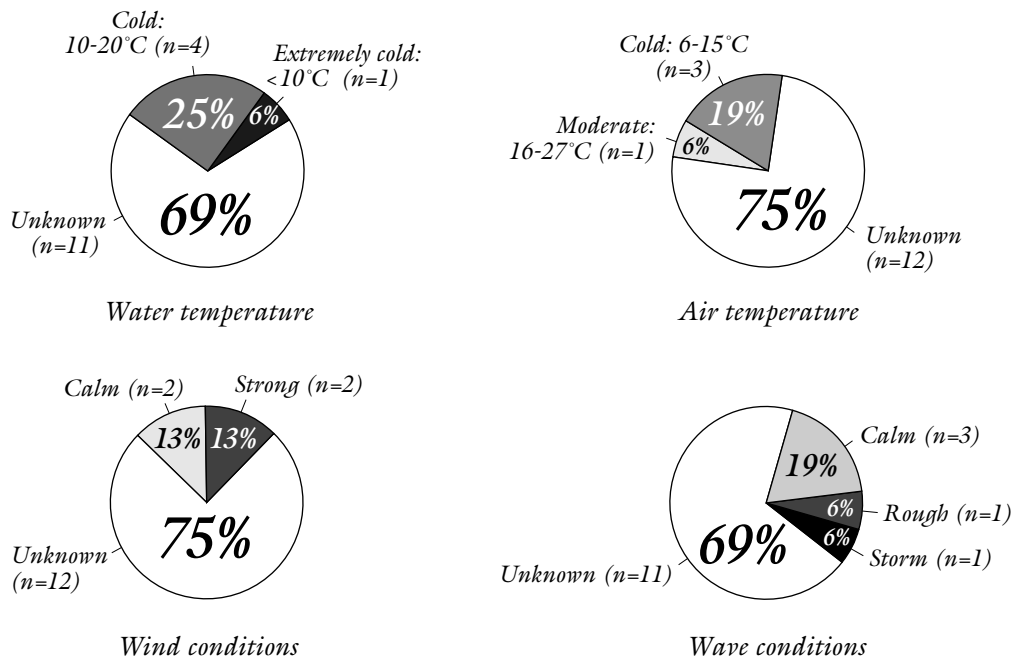 Cold:
10-20°C (n=4)
Extremely cold:
<10°C (n=1)
25%
6%
69%
Unknown
(n=11)
Water temperature
Cold: 6-15°C
(n=3)
Moderate:
16-27°C (n=1)
19%
6%
75%
Unknown
(n=12)
Air temperature
Calm (n=2)
Strong (n=2)
13%
13%
75%
Unknown
(n=12)
Wind conditions
Calm (n=3)
19%
6%
Rough (n=1)
6%
Storm (n=1)
69%
Unknown (n=11)
Wave conditions